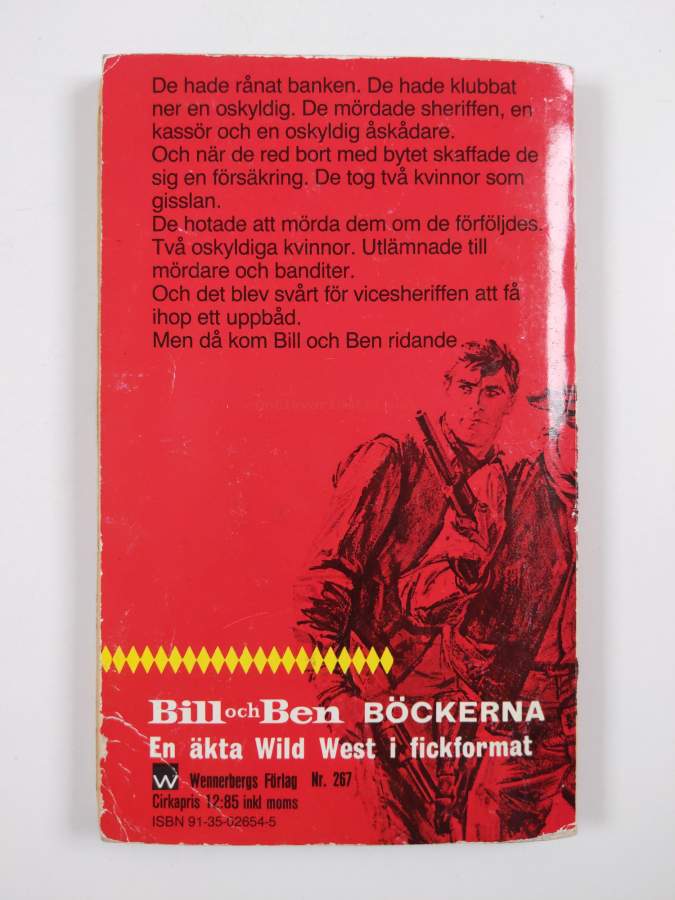 De hade rånat banken. De hade klubbat
ner en oskyldig. De mördade sheriffen, en
kassör och en oskyldig åskådare.
Och när de red bort med bytet skaffade de
sig en försäkring. De tog två kvinnor som
gisslan.
De hotade att mörda dem om de förföljdes.
Två oskyldiga kvinnor. Utlämnade till
mördare och banditer.
Och det blev svårt för vicesheriffen att få
ihop ett uppbåd.
Men då kom Bill och Ben ridande
Bill och Ben BÖCKERNA
En äkta Wild West i fickformat
W Wennerbergs Förlag Nr. 267
Cirkapris 12:85 inkl moms
ISBN 91-35-02654-5